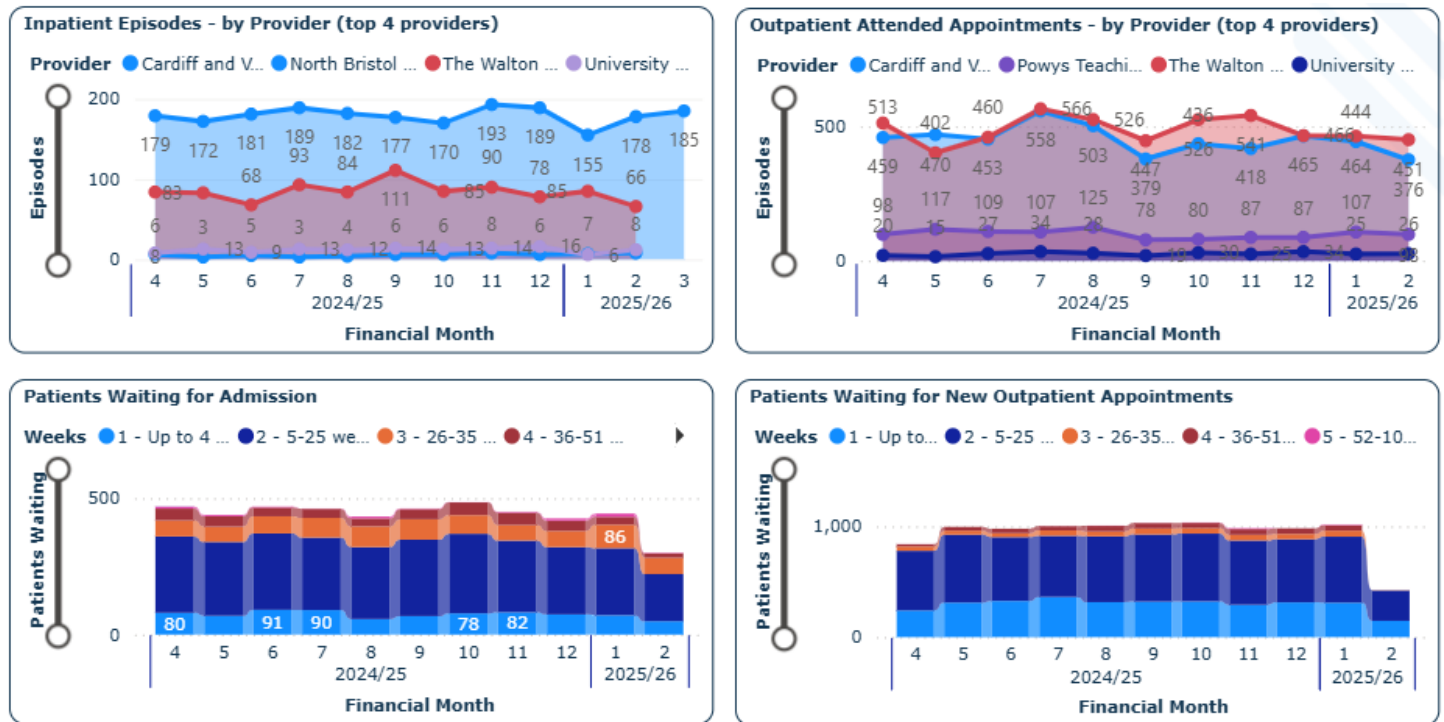 Inpatient Episodes - by Provider (top 4 providers)
Provider Cardiff and V... North Bristol ... The Walton ... University ...
Episodes
200
100
0
179 172 181 189 182 177 170 193 189 155 178 185
83 68 93 84 111 85 90 78 85 66
6 3 5 3 4 6 6 8 6 7 8
8 13 9 13 12 14 13 14 16 6
4 5 6 7 8 9 10 11 12 1 2 3
2024/25 2025/26
Financial Month
Outpatient Attended Appointments - by Provider (top 4 providers)
Provider Cardiff and V... Powys Teachi... The Walton ... University ...
500
0
513 402 460 566 526 447 436 541 466 444 451
459 470 453 558 503 379 526 418 465 464 376
98 117 109 107 125 78 80 87 87 107 98
20 15 27 34 28 19 30 25 34 25 26
4 5 6 7 8 9 10 11 12 1 2
2024/25 2025/26
Financial Month
Patients Waiting for Admission
Weeks 1 - Up to 4 ... 2 - 5-25 we... 3 - 26-35 ... 4 - 36-51 ...
Patients Waiting
500
0
86
80 91 90 78 82
4 5 6 7 8 9 10 11 12 1 2
2024/25 2025/26
Financial Month
Patients Waiting for New Outpatient Appointments
Weeks 1 - Up to... 2 - 5-25 ... 3 - 26-35... 4 - 36-51... 5 - 52-10...
Patients Waiting
1,000
0
4 5 6 7 8 9 10 11 12 1 2
2024/25 2025/26
Financial Month